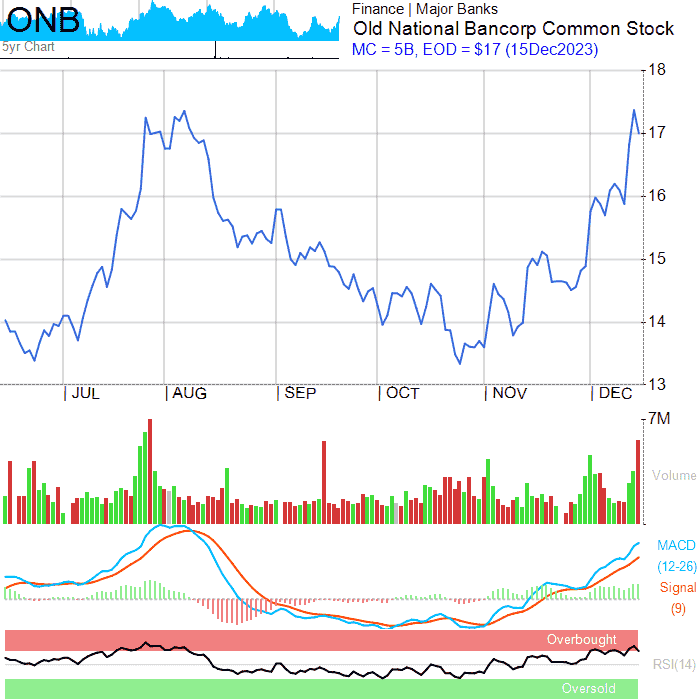 ONB
5yr Chart
Finance | Major Banks
Old National Bancorp Common Stock
MC = 5B, EOD = $17 (15Dec2023)
18
17
16
15
14
13
JUL AUG SEP OCT NOV DEC
7M
Volume
MACD
(12-26)
Signal
(9)
Overbought
RSI(14)
Oversold